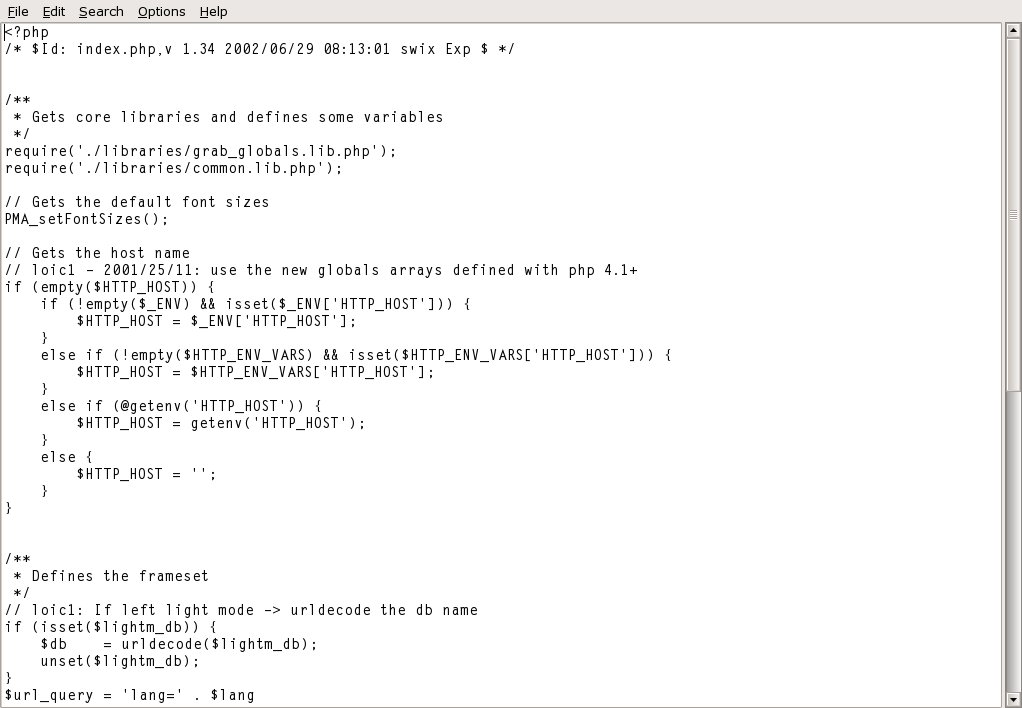 File Edit Search Options Help
<?php
/* $Id: index.php,v 1.34 2002/06/29 08:13:01 swix Exp $ */
/**
 * Gets core libraries and defines some variables
 */
require('./libraries/grab_globals.lib.php');
require('./libraries/common.lib.php');
// Gets the default font sizes
PMA_setFontSizes();
// Gets the host name
// loic1 - 2001/25/11: use the new globals arrays defined with php 4.1+
if (empty($HTTP_HOST)) {
    if (!empty($_ENV) && isset($_ENV['HTTP_HOST'])) {
        $HTTP_HOST = $_ENV['HTTP_HOST'];
    }
    else if (!empty($HTTP_ENV_VARS) && isset($HTTP_ENV_VARS['HTTP_HOST'])) {
        $HTTP_HOST = $HTTP_ENV_VARS['HTTP_HOST'];
    }
    else if (@getenv('HTTP_HOST')) {
        $HTTP_HOST = getenv('HTTP_HOST');
    }
    else {
        $HTTP_HOST = '';
    }
}
/**
 * Defines the frameset
 */
// loic1: If left light mode -> urldecode the db name
if (isset($lightm_db)) {
    $db    = urldecode($lightm_db);
    unset($lightm_db);
}
$url_query = 'lang=' . $lang